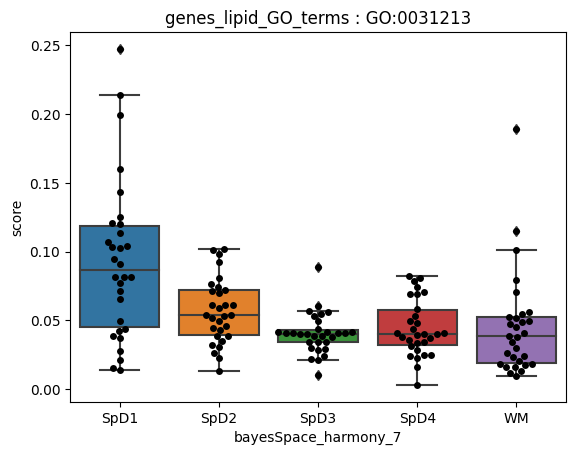 genes_lipid_GO_terms : GO:0031213
0.25
0.20
0.15
0.10
0.05
0.00
score
SpD1 SpD2 SpD3 SpD4 WM
bayesSpace_harmony_7